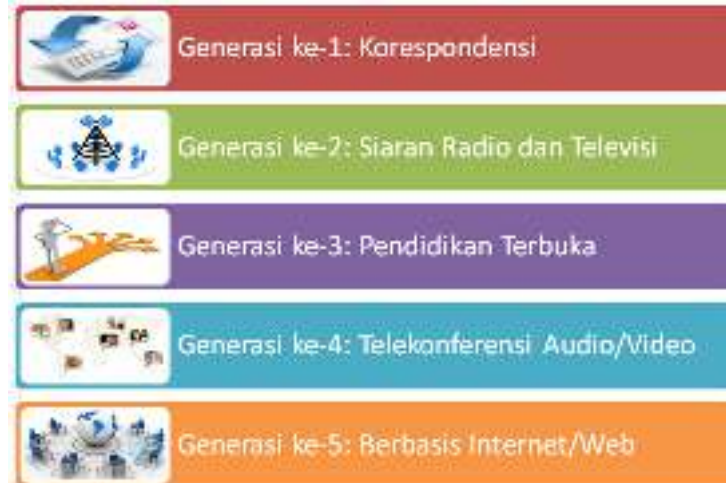 Generasi ke-1: Korespondensi
Generasi ke-2: Siaran Radio dan Televisi
Generasi ke-3: Pendidikan Terbuka
Generasi ke-4: Telekonferensi Audio/Video
Generasi ke-5: Berbasis Internet/Web